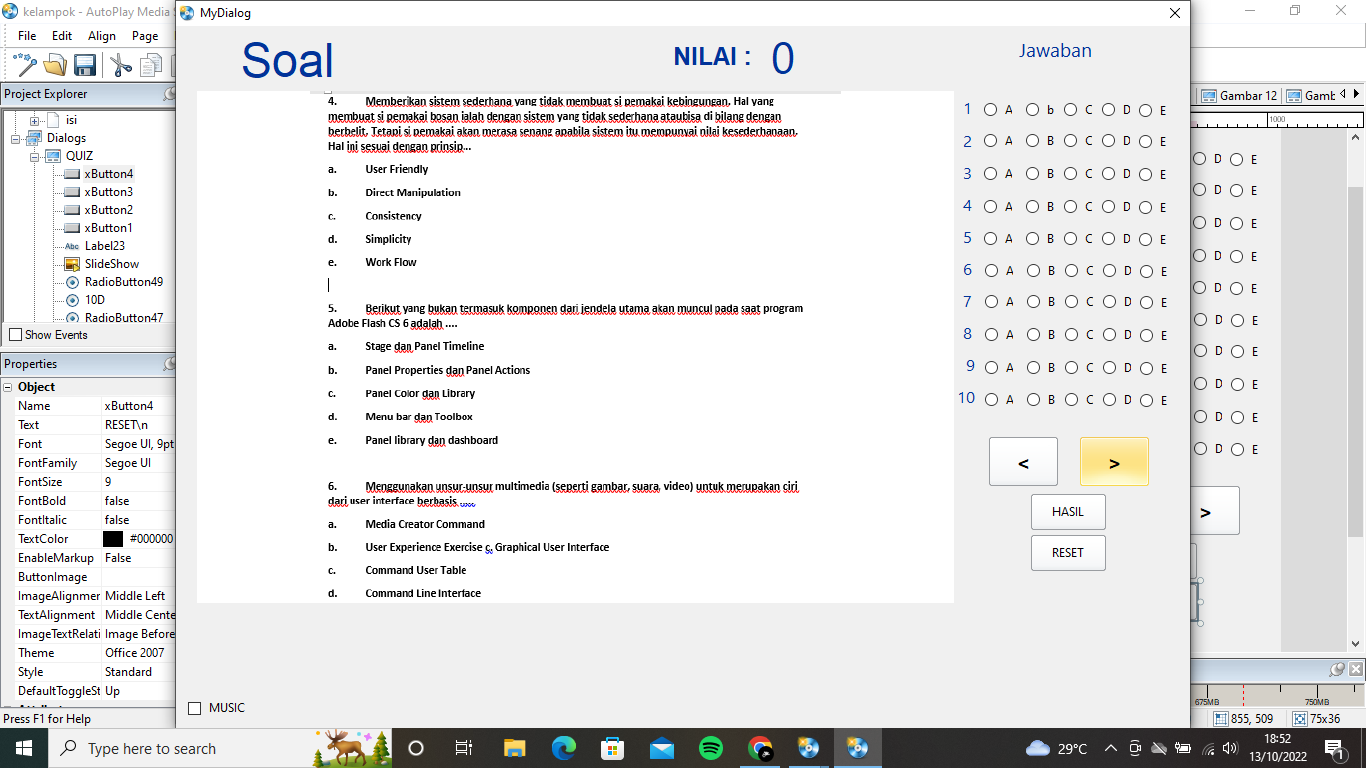 kelampok - AutoPlay Media S
MyDialog
File Edit Align Page
Project Explorer
isi
Dialogs
QUIZ
xButton4
xButton3
xButton2
xButton1
Abc Label23
SlideShow
RadioButton49
10D
RadioButton47
Show Events
Properties
Object
Name xButton4
Text RESET\n
Font Segoe UI, 9pt
FontFamily Segoe UI
FontSize 9
FontBold false
FontItalic false
TextColor #000000
EnableMarkup False
ButtonImage
ImageAlignmer Middle Left
TextAlignment Middle Cente
ImageTextRelati Image Before
Theme Office 2007
Style Standard
DefaultToggleSt Up
Press F1 for Help
Soal
NILAI : 0
Jawaban
4. Memberikan sistem sederhana yang tidak membuat si pemakai kebingungan. Hal yang
membuat si pemakai bosan ialah dengan sistem yang tidak sederhana ataubisa di bilang dengan
berbelit. Tetapi si pemakai akan merasa senang apabila sistem itu mempunyai nilai kesederhanaan.
Hal ini sesuai dengan prinsip...
a. User Friendly
b. Direct Manipulation
c. Consistency
d. Simplicity
e. Work Flow
5. Berikut yang bukan termasuk komponen dari jendela utama akan muncul pada saat program
Adobe Flash CS 6 adalah ....
a. Stage dan Panel Timeline
b. Panel Properties dan Panel Actions
c. Panel Color dan Library
d. Menu bar dan Toolbox
e. Panel library dan dashboard
6. Menggunakan unsur-unsur multimedia (seperti gambar, suara, video) untuk merupakan ciri
dari user interface berbasis ....
a. Media Creator Command
b. User Experience Exercise c. Graphical User Interface
c. Command User Table
d. Command Line Interface
1 A b C D E
2 A B C D E
3 A B C D E
4 A B C D E
5 A B C D E
6 A B C D E
7 A B C D E
8 A B C D E
9 A B C D E
10 A B C D E
< >
HASIL
RESET
MUSIC
Gambar 12 Gamb
1000
D E
D E
D E
D E
D E
D E
D E
D E
D E
D E
>
675MB 750MB
855, 509 75x36
Type here to search
29°C
18:52
13/10/2022
1